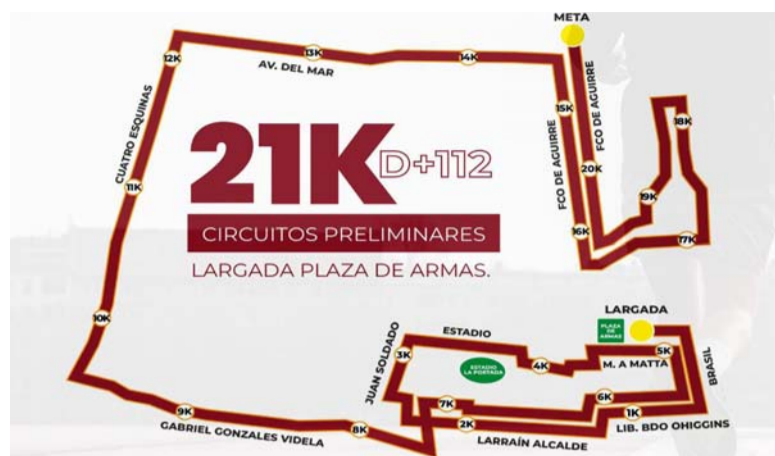 META
12K
13K
14K
AV. DEL MAR
CUATRO ESQUINAS
15K
FCO DE AGUIRRE
FCO DE AGUIRRE
18K
21K D+112
20K
11K
19K
CIRCUITOS PRELIMINARES
16K
17K
LARGADA PLAZA DE ARMAS.
10K
LARGADA
PLAZA
DE
ARMAS
ESTADIO
JUAN SOLDADO
3K
4K
5K
M. A MATTA
BRASIL
ESTADIO
LA PORTADA
7K
6K
1K
9K
GABRIEL GONZALES VIDELA
8K
2K
LARRAÍN ALCALDE
LIB. BDO OHIGGINS